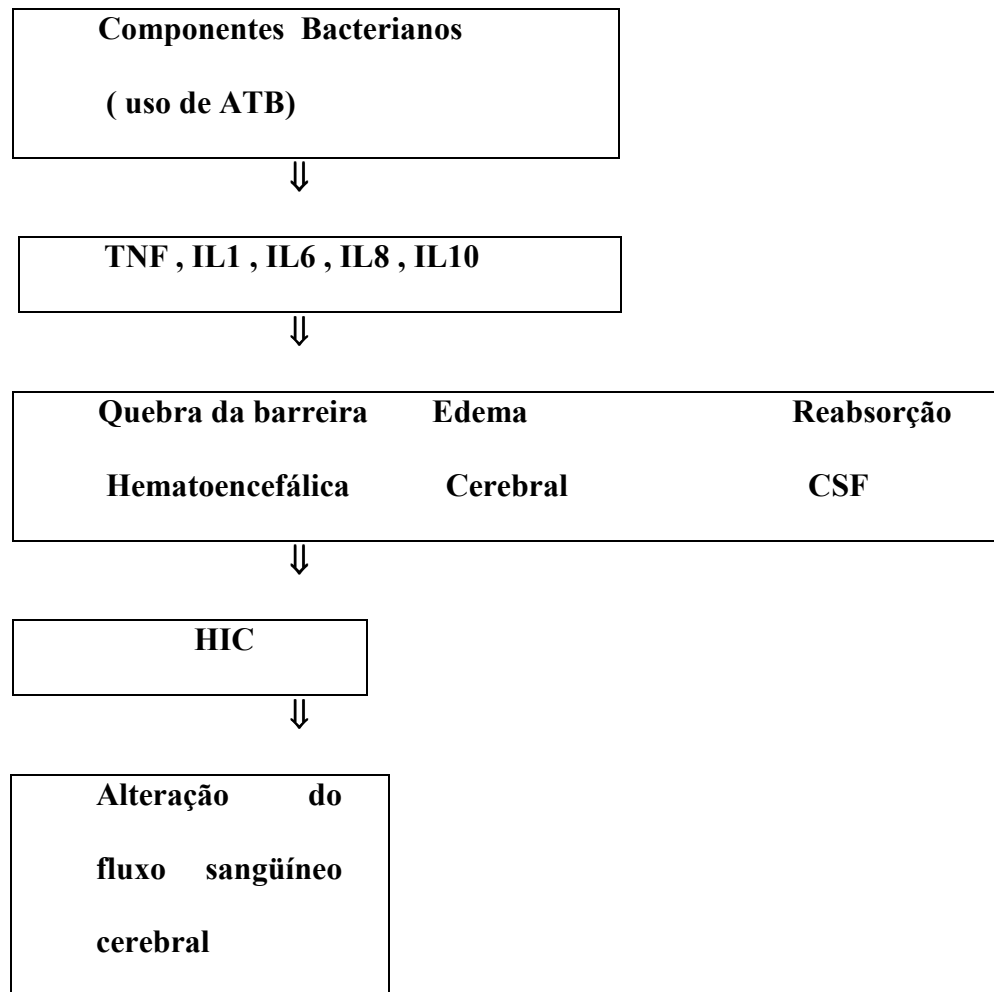 Componentes Bacterianos
( uso de ATB)
⇓
TNF , IL1 , IL6 , IL8 , IL10
⇓
Quebra da barreira Edema Reabsorção
Hematoencefálica Cerebral CSF
⇓
HIC
⇓
Alteração do
fluxo sangüíneo
cerebral